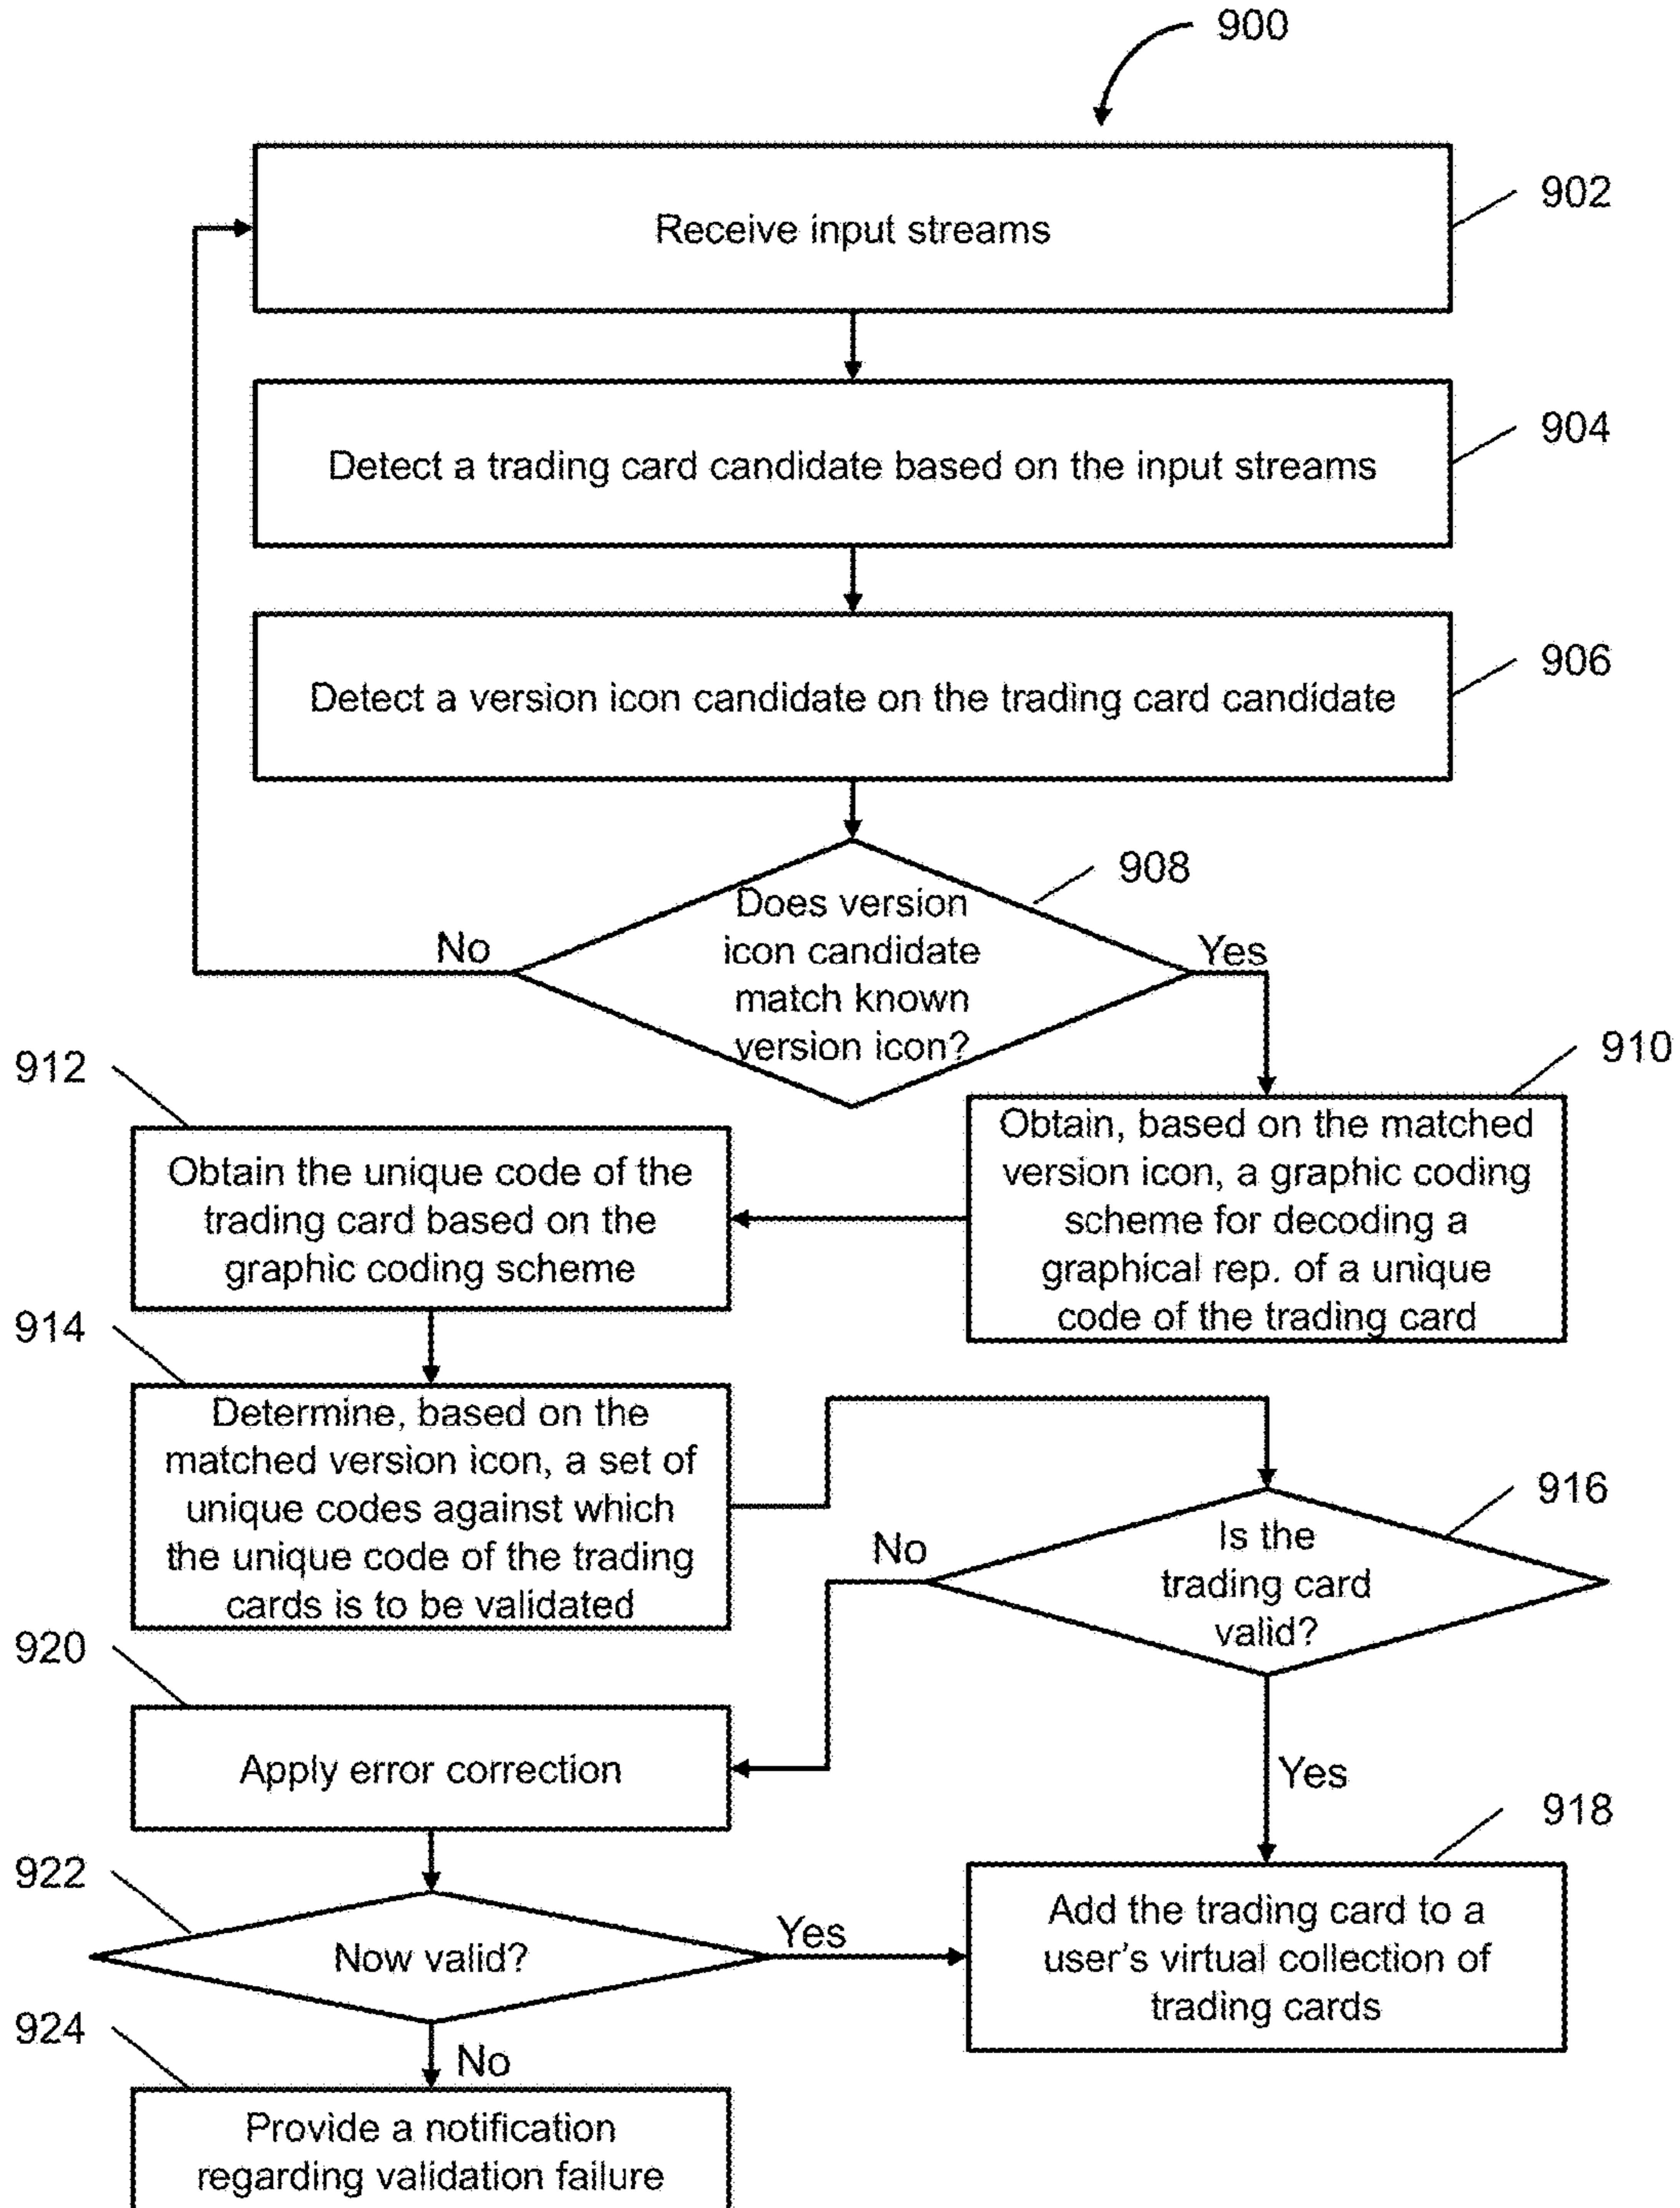 900
902
Receive input streams
904
Detect a trading card candidate based on the input streams
906
Detect a version icon candidate on the trading card candidate
908
Does version
icon candidate
match known
version icon?
No
Yes
910
Obtain, based on the matched
version icon, a graphic coding
scheme for decoding a
graphical rep. of a unique
code of the trading card
912
Obtain the unique code of the
trading card based on the
graphic coding scheme
914
Determine, based on the
matched version icon, a set of
unique codes against which
the unique code of the trading
cards is to be validated
916
Is the
trading card
valid?
No
Yes
918
Add the trading card to a
user's virtual collection of
trading cards
920
Apply error correction
922
Now valid?
Yes
No
924
Provide a notification
regarding validation failure